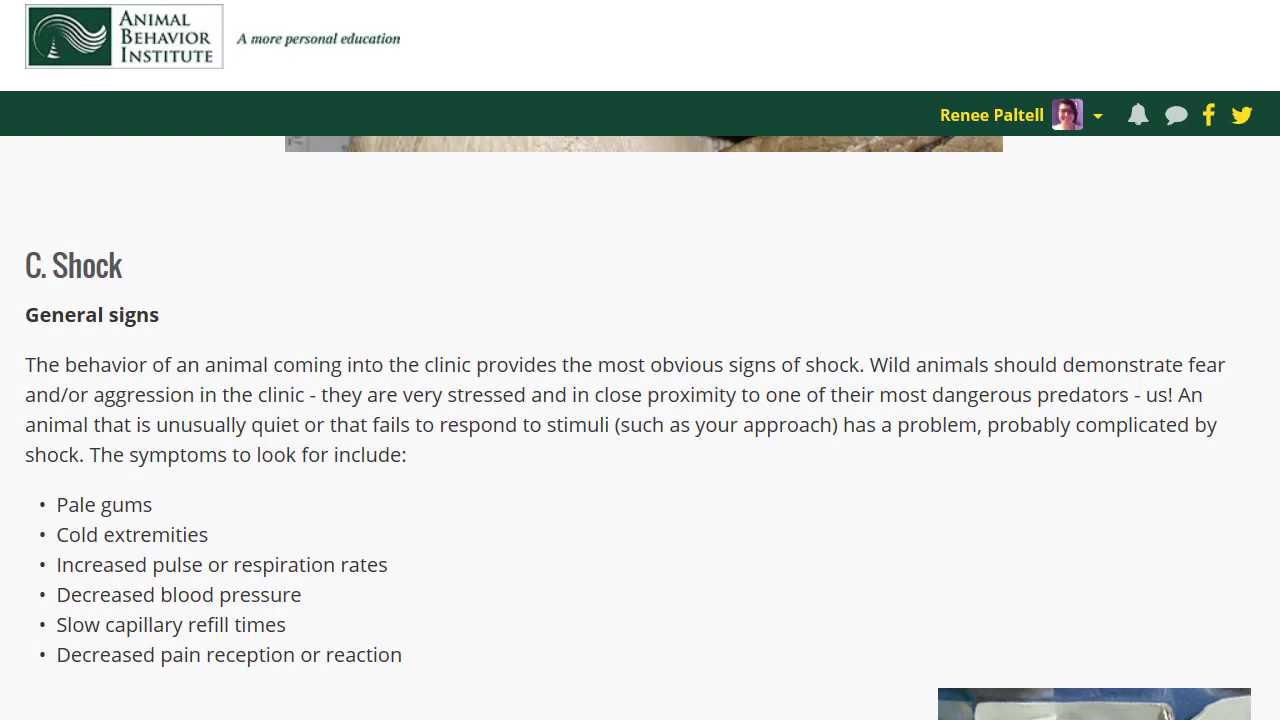 ANIMAL
BEHAVIOR
INSTITUTE
A more personal education
Renee Paltell
C. Shock
General signs
The behavior of an animal coming into the clinic provides the most obvious signs of shock. Wild animals should demonstrate fear
and/or aggression in the clinic - they are very stressed and in close proximity to one of their most dangerous predators - us! An
animal that is unusually quiet or that fails to respond to stimuli (such as your approach) has a problem, probably complicated by
shock. The symptoms to look for include:
• Pale gums
• Cold extremities
• Increased pulse or respiration rates
• Decreased blood pressure
• Slow capillary refill times
• Decreased pain reception or reaction